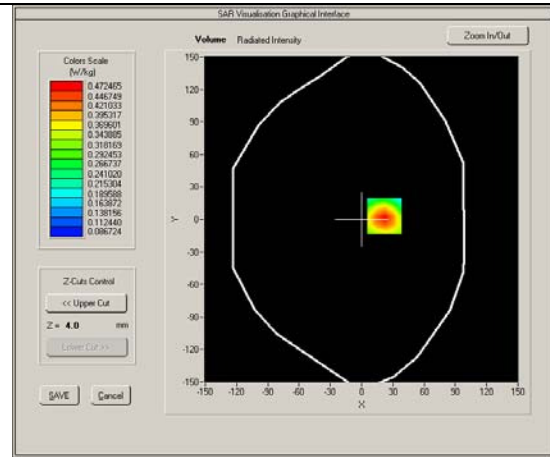 SAR Visualisation Graphical Interface
Volume Radiated Intensity
Zoom In/Out
Colors Scale
(W/kg)
0.472465
0.446749
0.421033
0.395317
0.369601
0.343885
0.318169
0.292453
0.266737
0.241020
0.215304
0.189588
0.163872
0.138156
0.112440
0.086724
Z-Cuts Control
<< Upper Cut
Z = 4.0 mm
Lower Cut >>
SAVE Cancel
150
120
90
60
30
0
-30
-60
-90
-120
-150
Y
-150 -120 -90 -60 -30 0 30 60 90 120 150
X